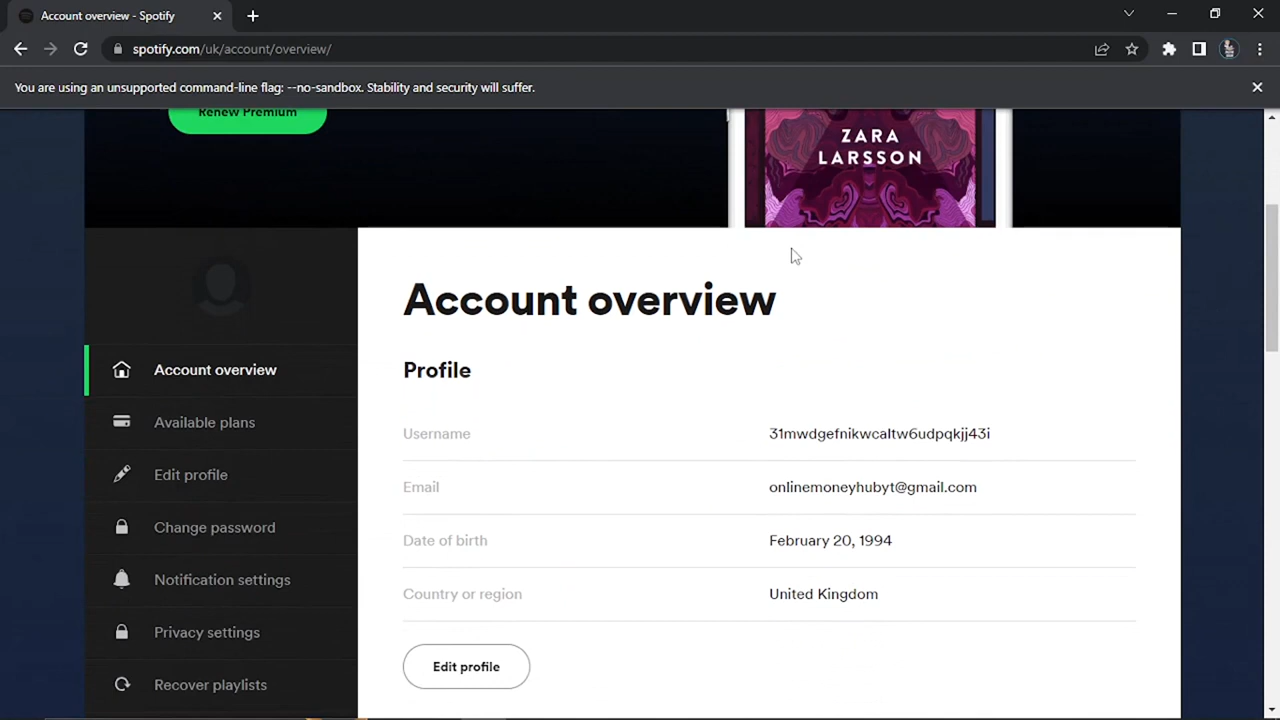 Account overview - Spotify
spotify.com/uk/account/overview/
You are using an unsupported command-line flag: --no-sandbox. Stability and security will suffer.
Renew Premium
ZARA
LARSSON
Account overview
Profile
Account overview
Username 31mwdgefnikwcaltw6udpqkjj43i
Available plans
Edit profile
Email onlinemoneyhubyt@gmail.com
Change password
Date of birth February 20, 1994
Notification settings
Country or region United Kingdom
Privacy settings
Edit profile
Recover playlists